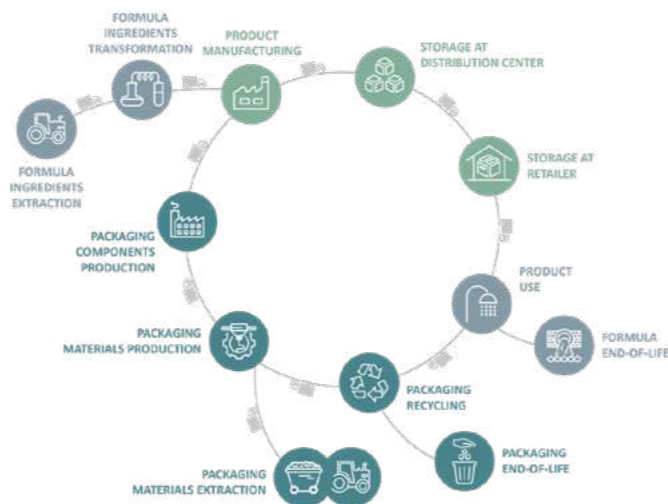 FORMULA
INGREDIENTS
TRANSFORMATION
PRODUCT
MANUFACTURING
STORAGE AT
DISTRIBUTION CENTER
FORMULA
INGREDIENTS
EXTRACTION
STORAGE AT
RETAILER
PACKAGING
COMPONENTS
PRODUCTION
PRODUCT
USE
PACKAGING
MATERIALS PRODUCTION
FORMULA
END-OF-LIFE
PACKAGING
RECYCLING
PACKAGING
END-OF-LIFE
PACKAGING
MATERIALS EXTRACTION